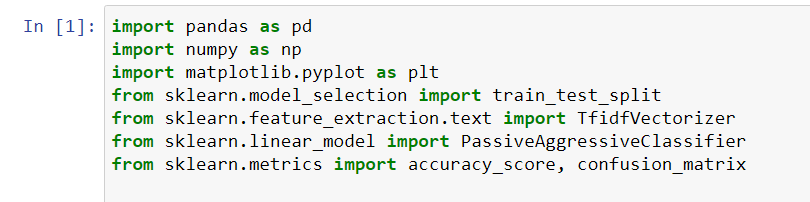 In [1]: import pandas as pd
import numpy as np
import matplotlib.pyplot as plt
from sklearn.model_selection import train_test_split
from sklearn.feature_extraction.text import TfidfVectorizer
from sklearn.linear_model import PassiveAggressiveClassifier
from sklearn.metrics import accuracy_score, confusion_matrix